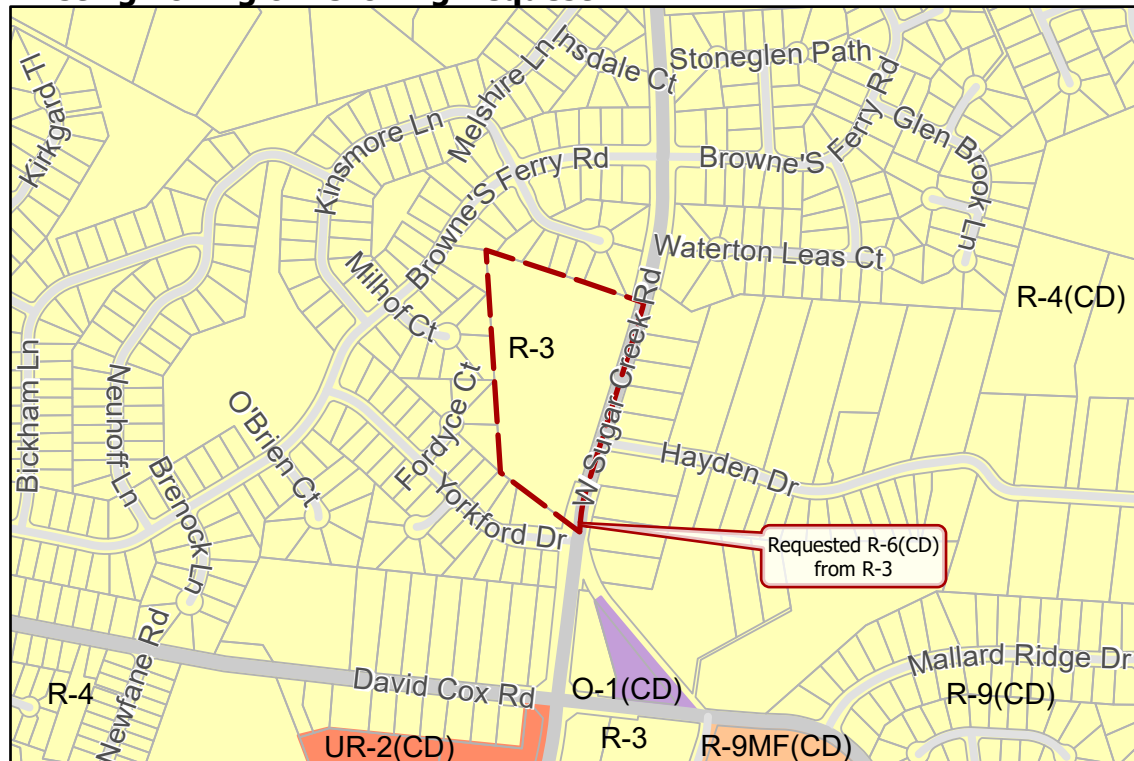 Insdale Ct
Stoneglen Path
Kirkgard Tl
Melshire Ln
Kinsmore Ln
Browne'S Ferry Rd
Browne'S Ferry Rd
Glen Brook Ln
Waterton Leas Ct
Milhof Ct
R-4(CD)
R-3
W Sugar Creek Rd
Bickham Ln
Neuhoff Ln
O'Brien Ct
Fordyce Ct
Brenock Ln
Yorkford Dr
Hayden Dr
Requested R-6(CD)
from R-3
Newfane Rd
David Cox Rd
Mallard Ridge Dr
R-4
O-1(CD)
R-9(CD)
UR-2(CD)
R-3
R-9MF(CD)